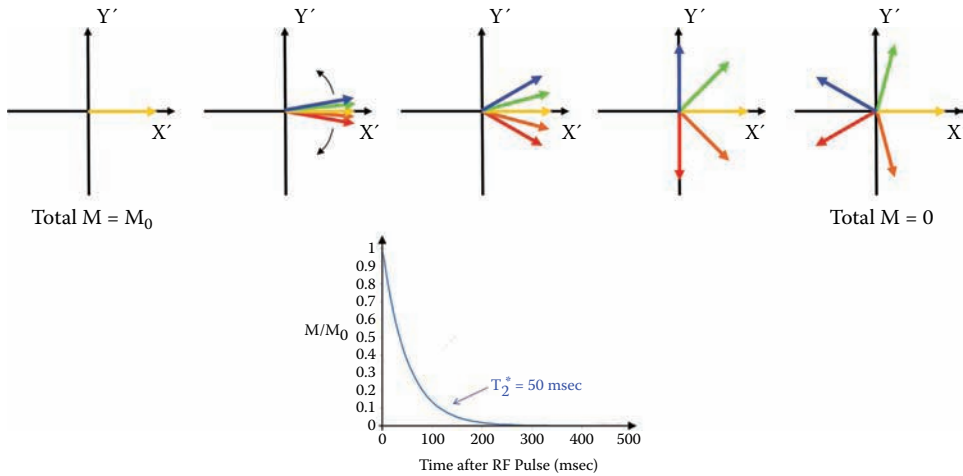 Y′ Y′ Y′ Y′ Y′
X′ X′ X′ X′ X′
Total M = M₀ Total M = 0
1
0.9
0.8
0.7
0.6
M/M₀ 0.5
0.4
0.3
T₂* = 50 msec
0.2
0.1
0
0 100 200 300 400 500
Time after RF Pulse (msec)